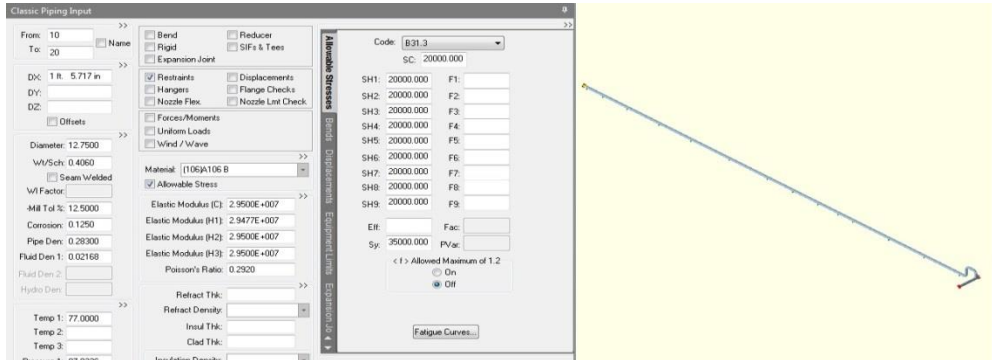 Classic Piping Input
From: 10
To: 20
Name
DX: 1 ft. 5.717 in
DY:
DZ:
Offsets
Diameter: 12.7500
Wt/Sch: 0.4060
Seam Welded
Wl Factor:
-Mill Tol %: 12.5000
Corrosion: 0.1250
Pipe Den: 0.28300
Fluid Den 1: 0.02168
Fluid Den 2:
Hydro Den:
Temp 1: 77.0000
Temp 2:
Temp 3:
Bend Reducer
Rigid SIFs & Tees
Expansion Joint
Restraints Displacements
Hangers Flange Checks
Nozzle Flex. Nozzle Lmt Check
Forces/Moments
Uniform Loads
Wind / Wave
Material: (106)A106 B
Allowable Stress
Elastic Modulus (C): 2.9500E+007
Elastic Modulus (H1): 2.9477E+007
Elastic Modulus (H2): 2.9500E+007
Elastic Modulus (H3): 2.9500E+007
Poisson's Ratio: 0.2920
Refract Thk:
Refract Density:
Insul Thk:
Clad Thk:
Insulation Density:
Allowable Stresses
Bends
Displacements
Equipment Limits
Expansion Jo
Code: B31.3
SC: 20000.000
SH1: 20000.000 F1:
SH2: 20000.000 F2:
SH3: 20000.000 F3:
SH4: 20000.000 F4:
SH5: 20000.000 F5:
SH6: 20000.000 F6:
SH7: 20000.000 F7:
SH8: 20000.000 F8:
SH9: 20000.000 F9:
Eff: Fac:
Sy: 35000.000 PVar:
< f > Allowed Maximum of 1.2
On
Off
Fatigue Curves...